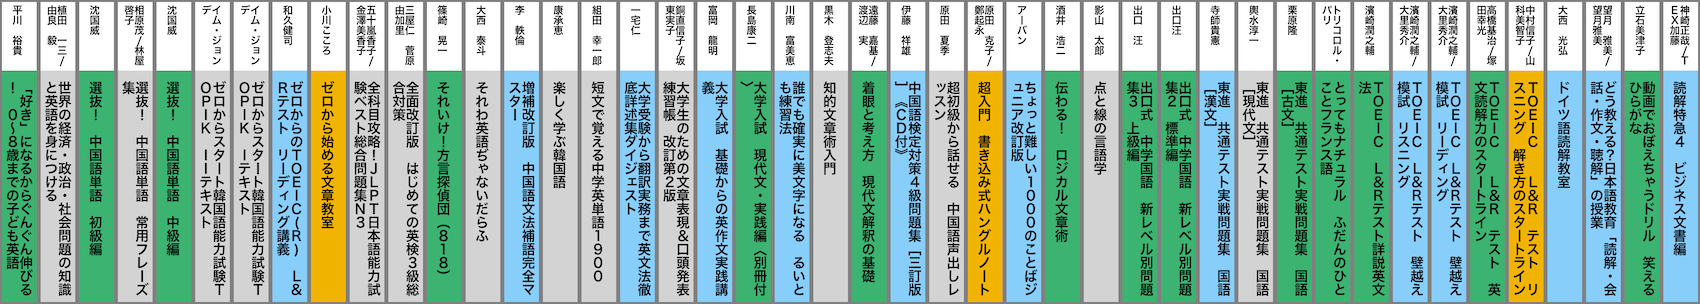 神崎正哉/T
EX加藤
読解特急4 ビジネス文書編
立石美津子
動画でおぼえちゃうドリル 笑える
ひらがな
望月 雅美/
望月雅美
どう教える?日本語教育「読解・会
話・作文・聴解」の授業
大西 光弘
ドイツ語読解教室
中村信子/山
科美智子
TOEIC L&R テスト リ
スニング 解き方のスタートライン
高橋基治/塚
田幸光
TOEIC L&R テスト 英
文読解力のスタートライン
濱崎潤之輔/
大里秀介
TOEIC L&Rテスト 壁越え
模試 リーディング
濱崎潤之輔/
大里秀介
TOEIC L&Rテスト 壁越え
模試 リスニング
濱崎潤之輔
TOEIC L&Rテスト詳説英文
法
トリコロル・
パリ
とってもナチュラル ふだんのひと
ことフランス語
栗原隆
東進 共通テスト実戦問題集 国語
[古文]
輿水淳一
東進 共通テスト実戦問題集 国語
[現代文]
寺師貴憲
東進 共通テスト実戦問題集 国語
[漢文]
出口汪
出口式 中学国語 新レベル別問題
集2 標準編
出口 汪
出口式 中学国語 新レベル別問題
集3 上級編
影山 太郎
点と線の言語学
酒井 浩二
伝わる! ロジカル文章術
アーバン
ちょっと難しい1000のことばジ
ュニア改訂版
原田 克子/
鄭起永
超入門 書き込み式ハングルノート
原田 夏季
超初級から話せる 中国語声出しレ
ッスン
伊藤 祥雄
中国語検定対策4級問題集[三訂版
]《CD付》
遠藤 嘉基/
渡辺 実
着眼と考え方 現代文解釈の基礎
黒木 登志夫
知的文章術入門
川南 富美恵
誰でも確実に美文字になる るいと
も練習法
長島康二
大学入試 現代文・実践編〈別冊付
〉
富岡 龍明
大学入試 基礎からの英作文実践講
義
銅直信子/坂
東実子
大学生のための文章表現&口頭発表
練習帳 改訂第2版
一宅仁
大学受験から翻訳実務まで英文法徹
底詳述集ダイジェスト
組田 幸一郎
短文で覚える中学英単語1900
康承恵
楽しく学ぶ韓国語
李 軼倫
増補改訂版 中国語文法補語完全マ
スター
大西 泰斗
それわ英語ぢゃないだらふ
篠崎 晃一
それいけ!方言探偵団(818)
三屋仁 菅原
由加里
全面改訂版 はじめての英検3級総
合対策
五十嵐香子/
金澤美香子
全科目攻略!JLPT日本語能力試
験ベスト総合問題集N3
小川こころ
ゼロから始める文章教室
和久健司
ゼロからのTOEIC(R) L&
Rテスト リーディング講義
イム・ジョン
デ
ゼロからスタート韓国語能力試験T
OPIK Iテキスト
イム・ジョン
デ
ゼロからスタート韓国語能力試験T
OPIK Iテキスト
沈国威
選抜! 中国語単語 中級編
相原茂/林屋
啓子
選抜! 中国語単語 常用フレーズ
集
沈国威
選抜! 中国語単語 初級編
植田 一三/
由良 毅
世界の経済・政治・社会問題の知識
と英語を身につける
平川 裕貴
「好き」になるからぐんぐん伸びる
! 0～8歳までの子ども英語